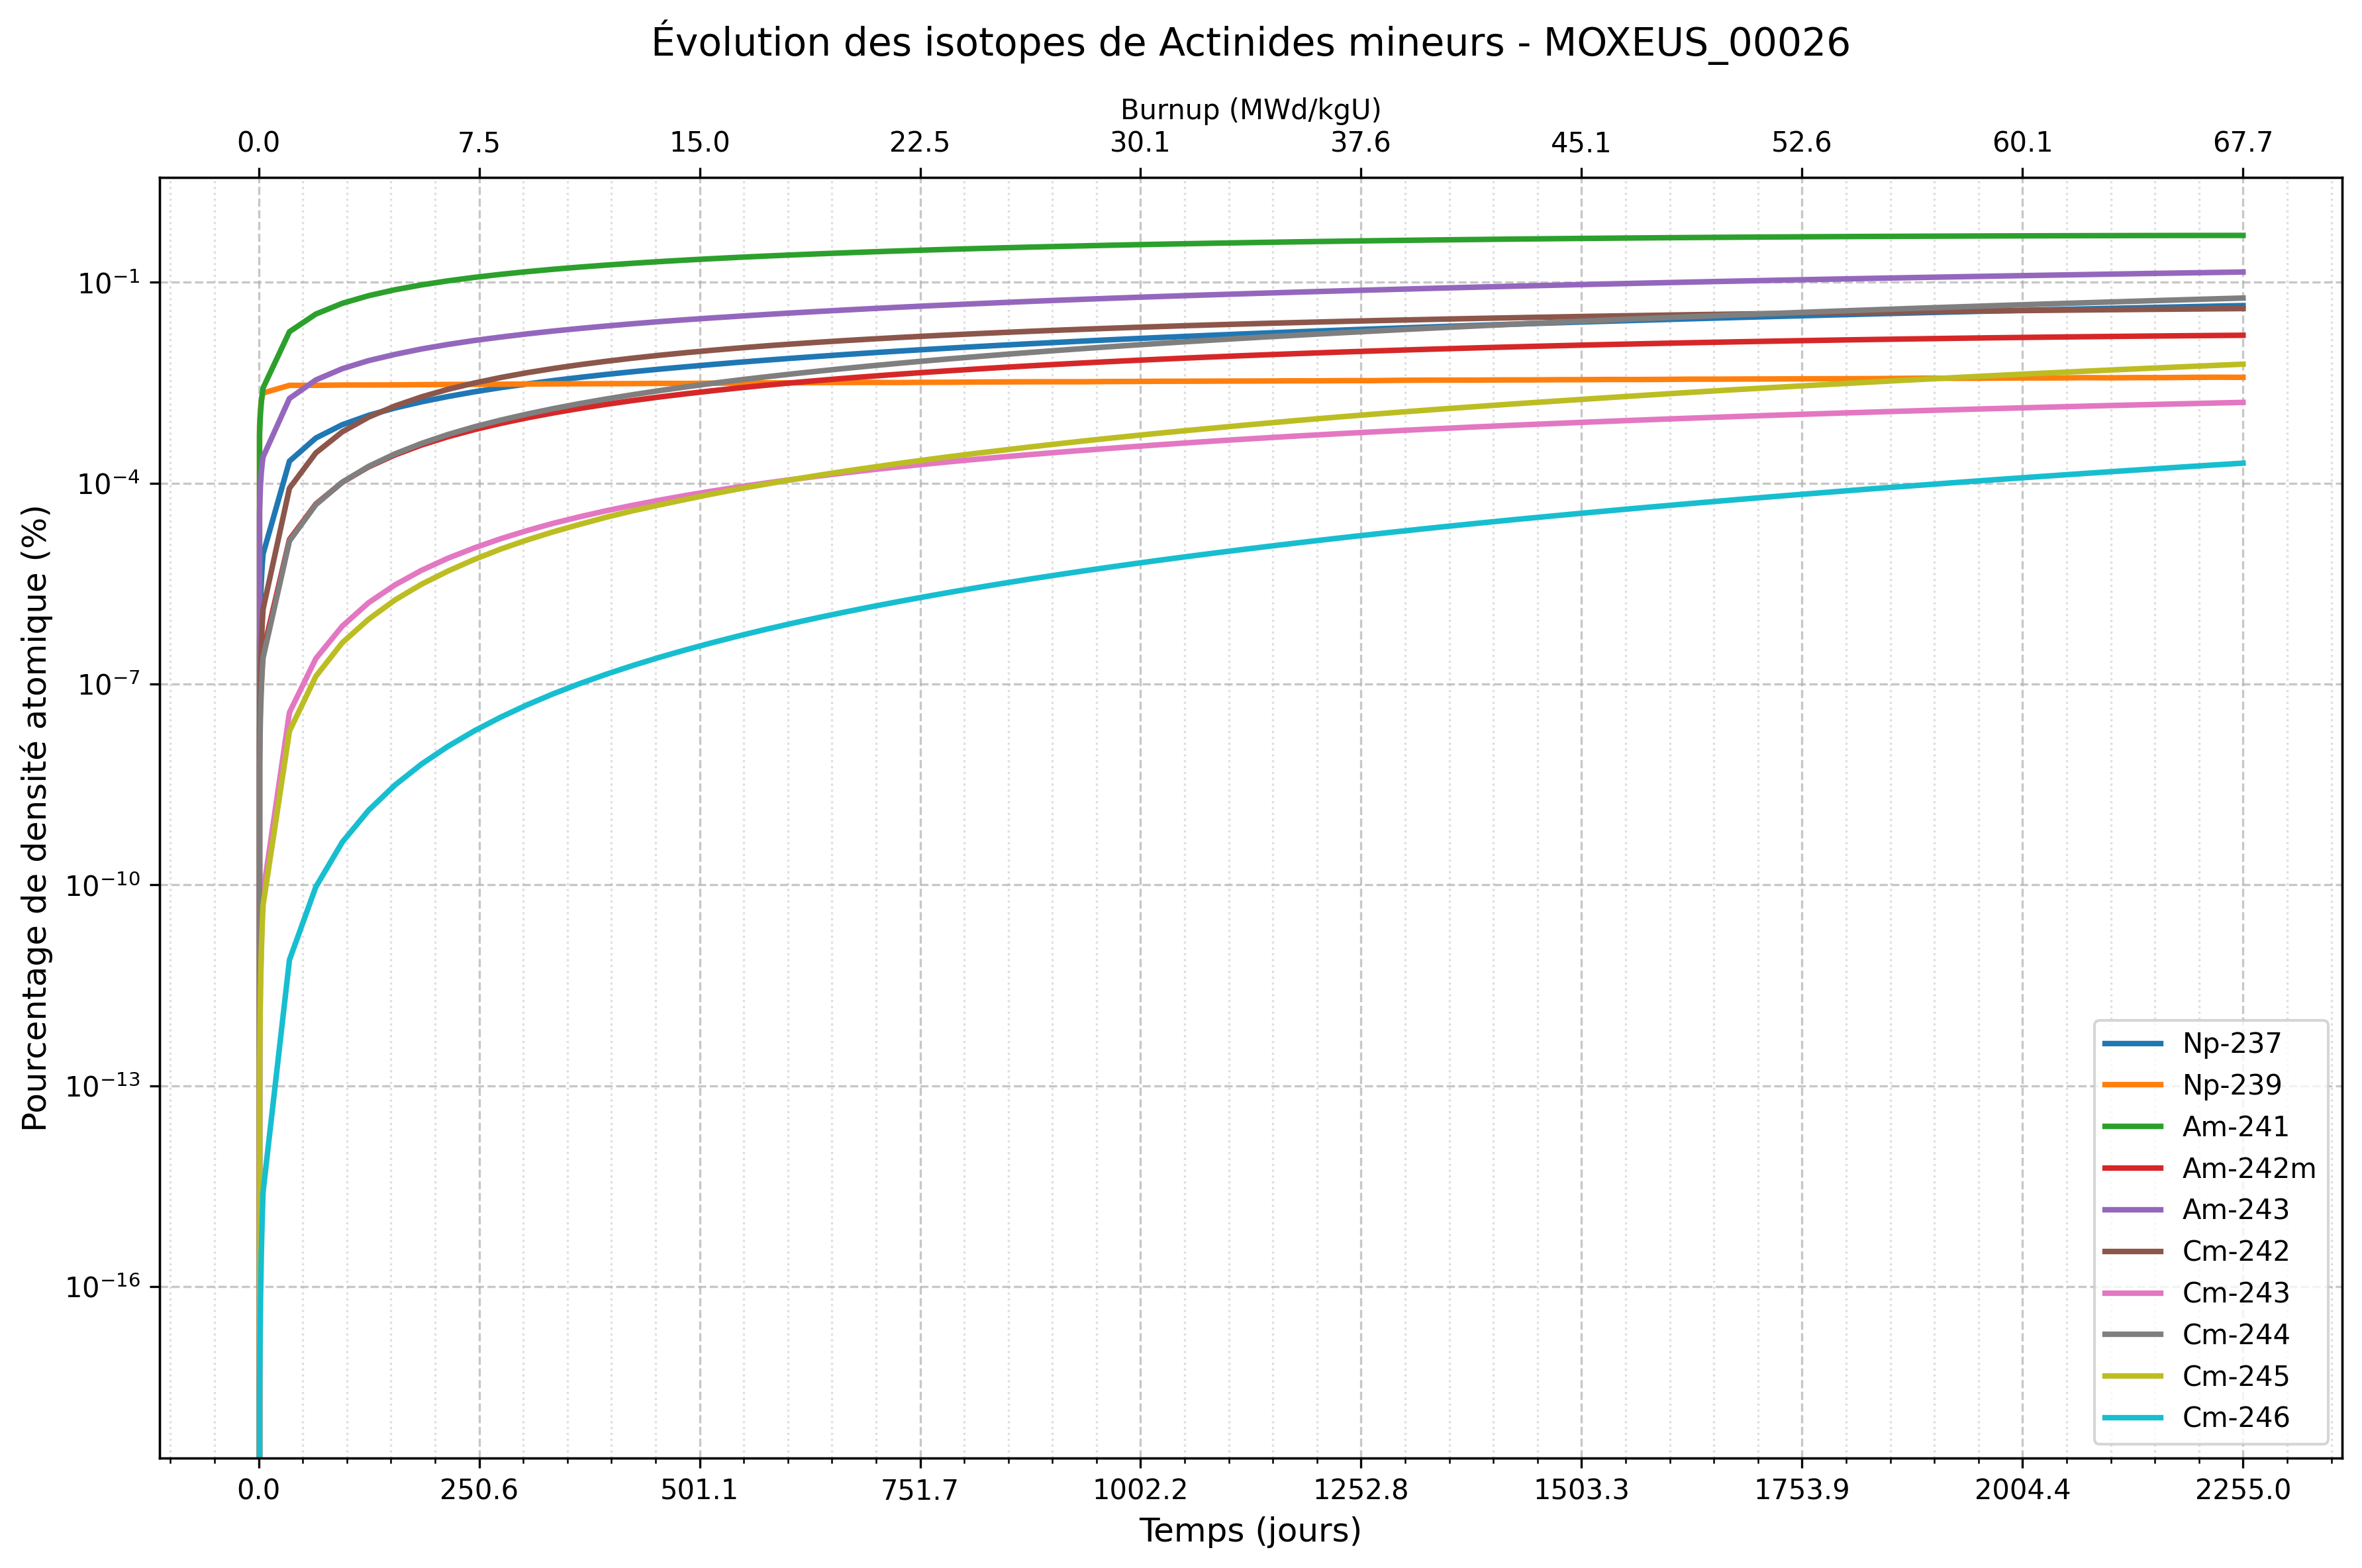 Évolution des isotopes de Actinides mineurs - MOXEUS_00026
Burnup (MWd/kgU)
0.0 7.5 15.0 22.5 30.1 37.6 45.1 52.6 60.1 67.7
Pourcentage de densité atomique (%)
10⁻¹
10⁻⁴
10⁻⁷
10⁻¹⁰
10⁻¹³
10⁻¹⁶
Np-237
Np-239
Am-241
Am-242m
Am-243
Cm-242
Cm-243
Cm-244
Cm-245
Cm-246
0.0 250.6 501.1 751.7 1002.2 1252.8 1503.3 1753.9 2004.4 2255.0
Temps (jours)